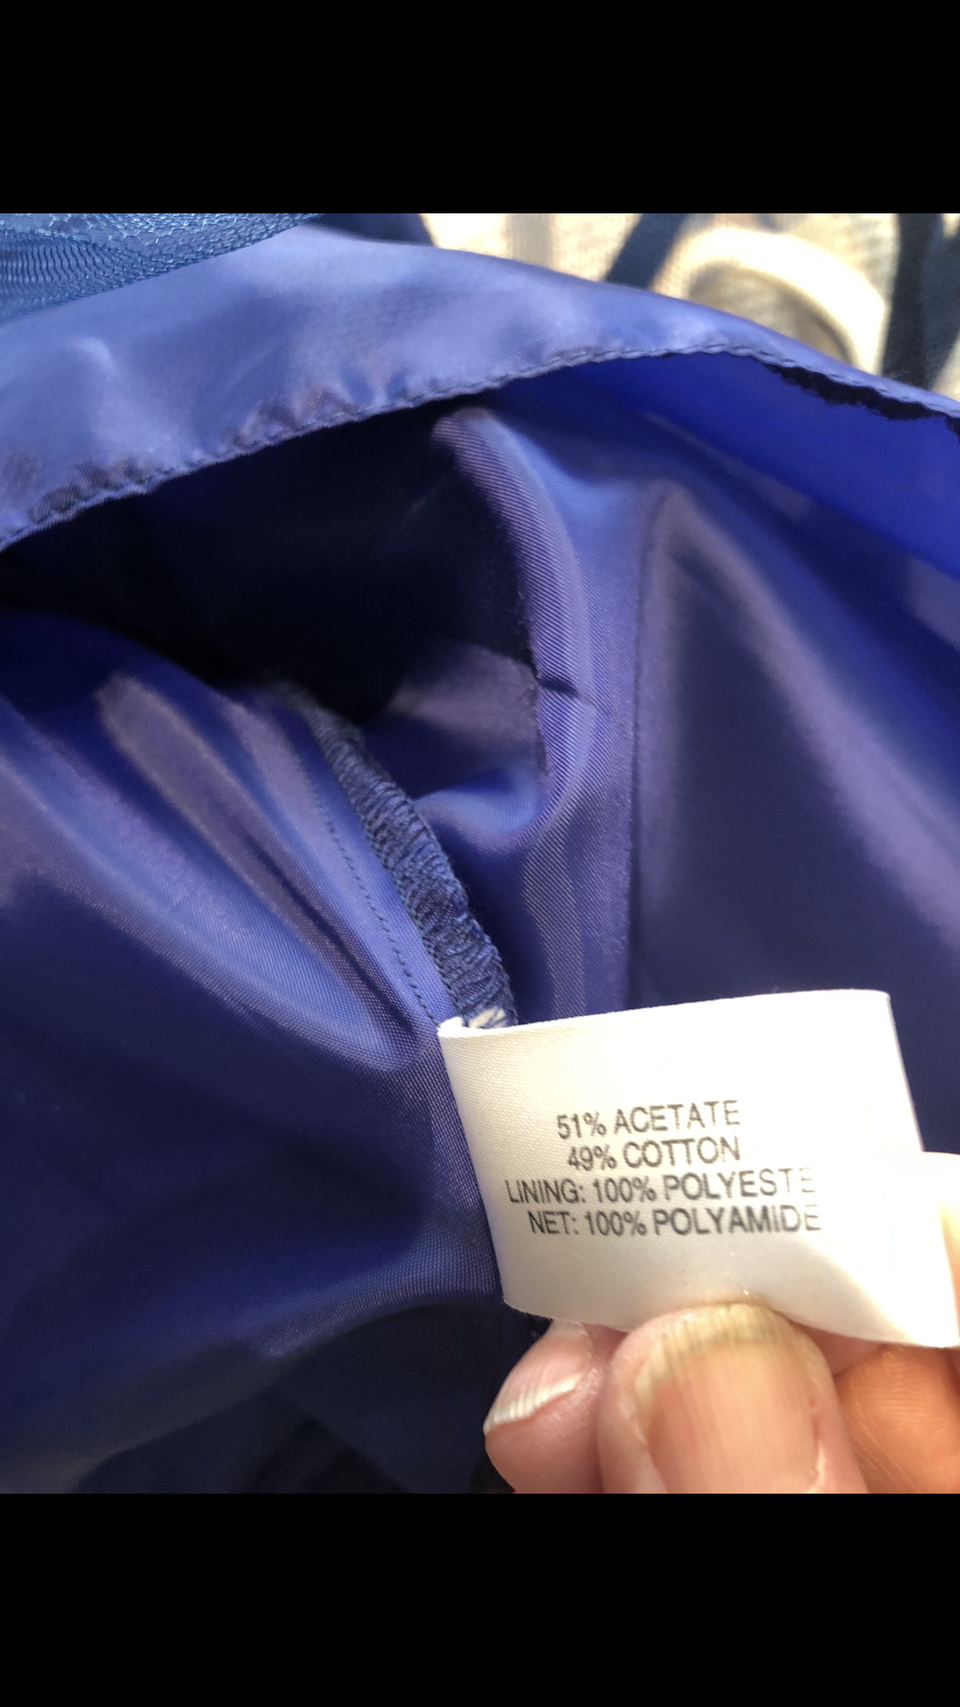 51% ACETATE
49% COTTON
LINING: 100% POLYESTE
NET: 100% POLYAMIDE